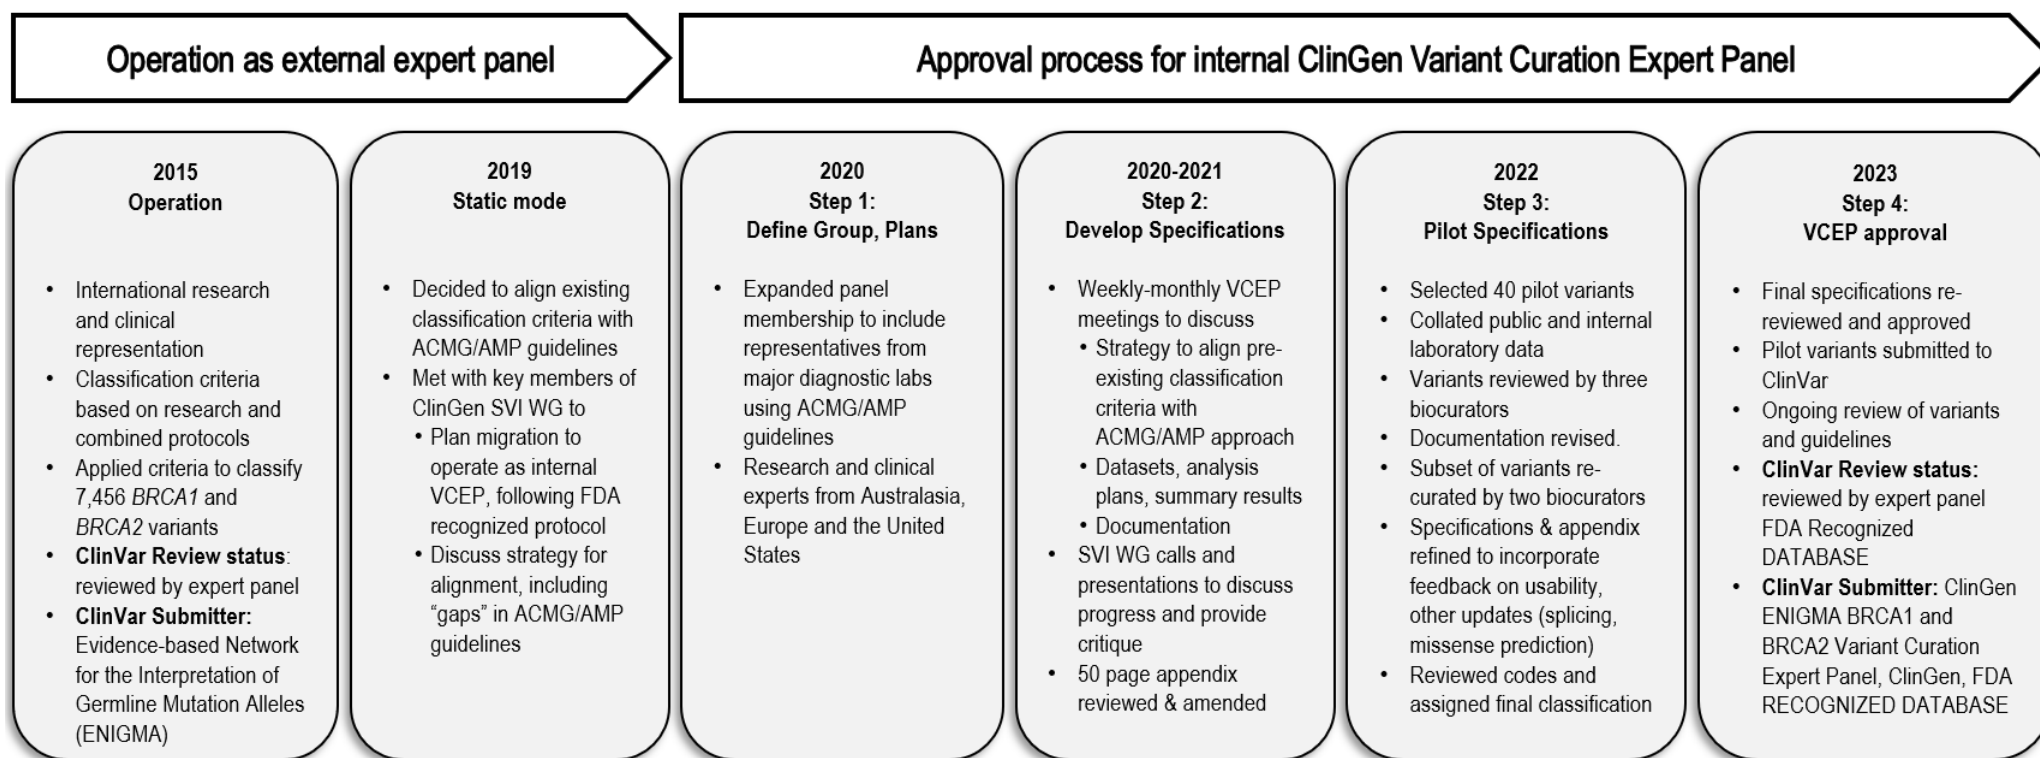 Operation as external expert panel
Approval process for internal ClinGen Variant Curation Expert Panel
2015
Operation
• International research
and clinical
representation
• Classification criteria
based on research and
combined protocols
• Applied criteria to classify
7,456 BRCA1 and
BRCA2 variants
• ClinVar Review status:
reviewed by expert panel
• ClinVar Submitter:
Evidence-based Network
for the Interpretation of
Germline Mutation Alleles
(ENIGMA)
2019
Static mode
• Decided to align existing
classification criteria with
ACMG/AMP guidelines
• Met with key members of
ClinGen SVI WG to
• Plan migration to
operate as internal
VCEP, following FDA
recognized protocol
• Discuss strategy for
alignment, including
“gaps” in ACMG/AMP
guidelines
2020
Step 1:
Define Group, Plans
• Expanded panel
membership to include
representatives from
major diagnostic labs
using ACMG/AMP
guidelines
• Research and clinical
experts from Australasia,
Europe and the United
States
2020-2021
Step 2:
Develop Specifications
• Weekly-monthly VCEP
meetings to discuss
• Strategy to align pre-
existing classification
criteria with
ACMG/AMP approach
• Datasets, analysis
plans, summary results
• Documentation
• SVI WG calls and
presentations to discuss
progress and provide
critique
• 50 page appendix
reviewed & amended
2022
Step 3:
Pilot Specifications
• Selected 40 pilot variants
• Collated public and internal
laboratory data
• Variants reviewed by three
biocurators
• Documentation revised.
• Subset of variants re-
curated by two biocurators
• Specifications & appendix
refined to incorporate
feedback on usability,
other updates (splicing,
missense prediction)
• Reviewed codes and
assigned final classification
2023
Step 4:
VCEP approval
• Final specifications re-
reviewed and approved
• Pilot variants submitted to
ClinVar
• Ongoing review of variants
and guidelines
• ClinVar Review status:
reviewed by expert panel
FDA Recognized
DATABASE
• ClinVar Submitter: ClinGen
ENIGMA BRCA1 and
BRCA2 Variant Curation
Expert Panel, ClinGen, FDA
RECOGNIZED DATABASE